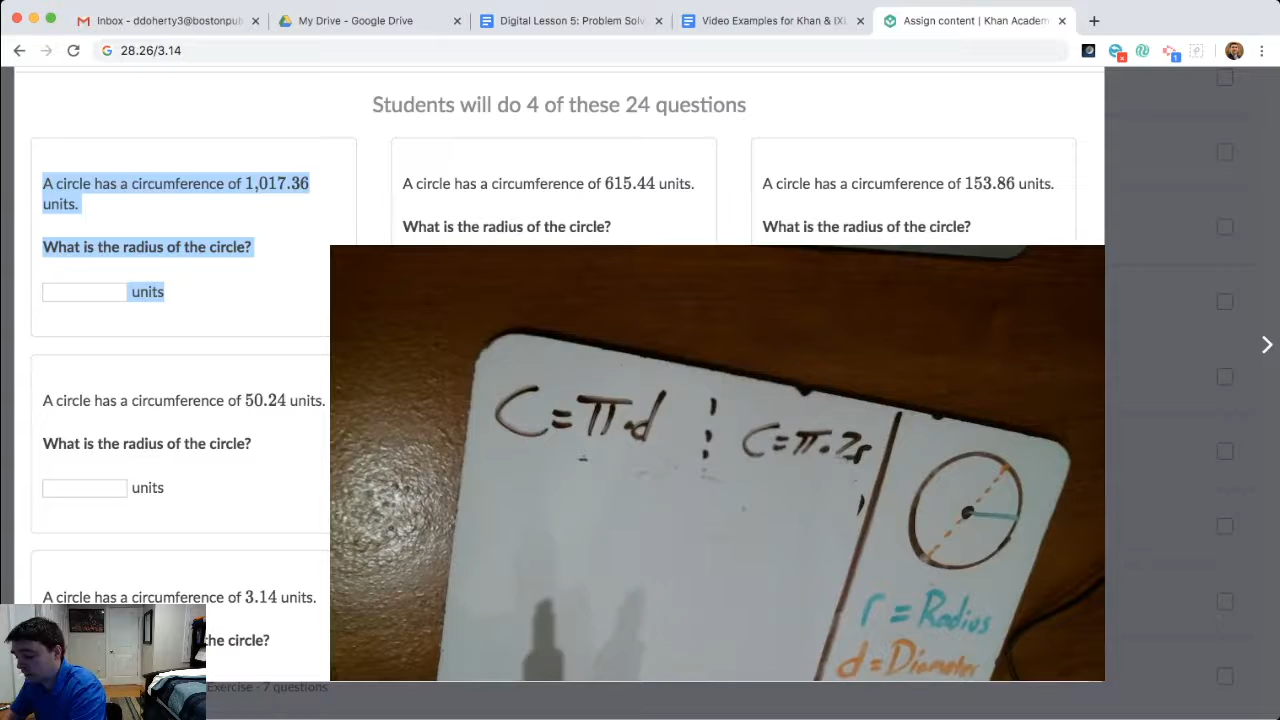 Inbox - ddoherty3@bostonpub
My Drive - Google Drive
Digital Lesson 5: Problem Solv
Video Examples for Khan & IXL
Assign content | Khan Academ
28.26/3.14
Students will do 4 of these 24 questions
A circle has a circumference of 1,017.36
units.
What is the radius of the circle?
units
A circle has a circumference of 615.44 units.
What is the radius of the circle?
A circle has a circumference of 153.86 units.
What is the radius of the circle?
A circle has a circumference of 50.24 units.
What is the radius of the circle?
units
A circle has a circumference of 3.14 units.
the circle?
Exercise · 7 questions
C=π·d
C=π·2r
r = Radius
d = Diameter